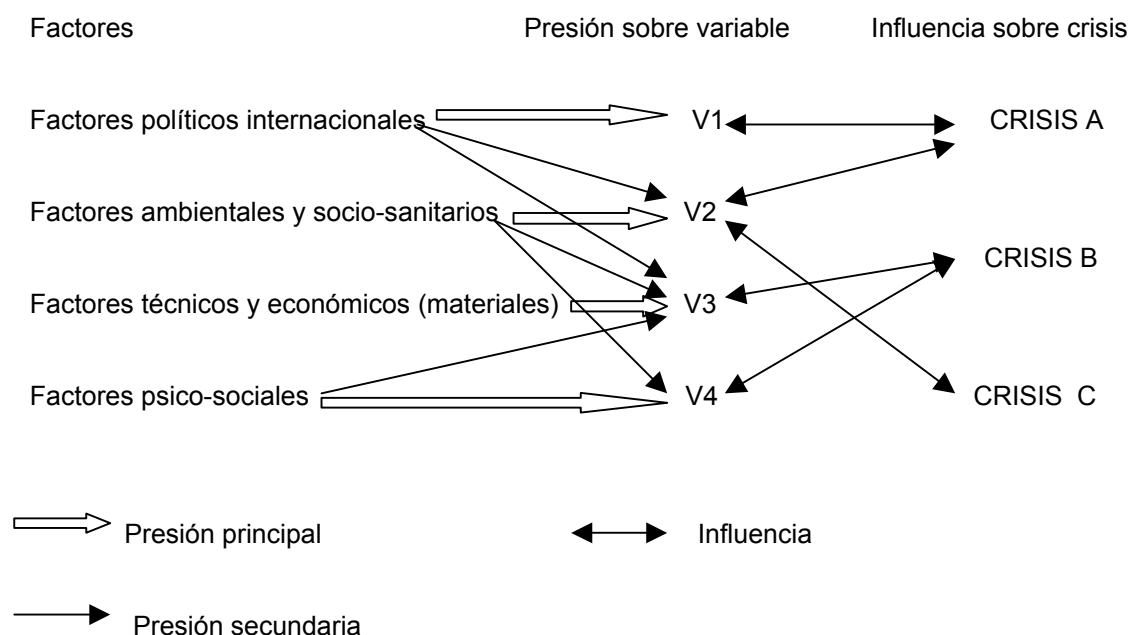 Factores Presión sobre variable Influencia sobre crisis
Factores políticos internacionales V1 CRISIS A
Factores ambientales y socio-sanitarios V2
CRISIS B
Factores técnicos y económicos (materiales) V3
Factores psico-sociales V4 CRISIS C
Presión principal Influencia
Presión secundaria